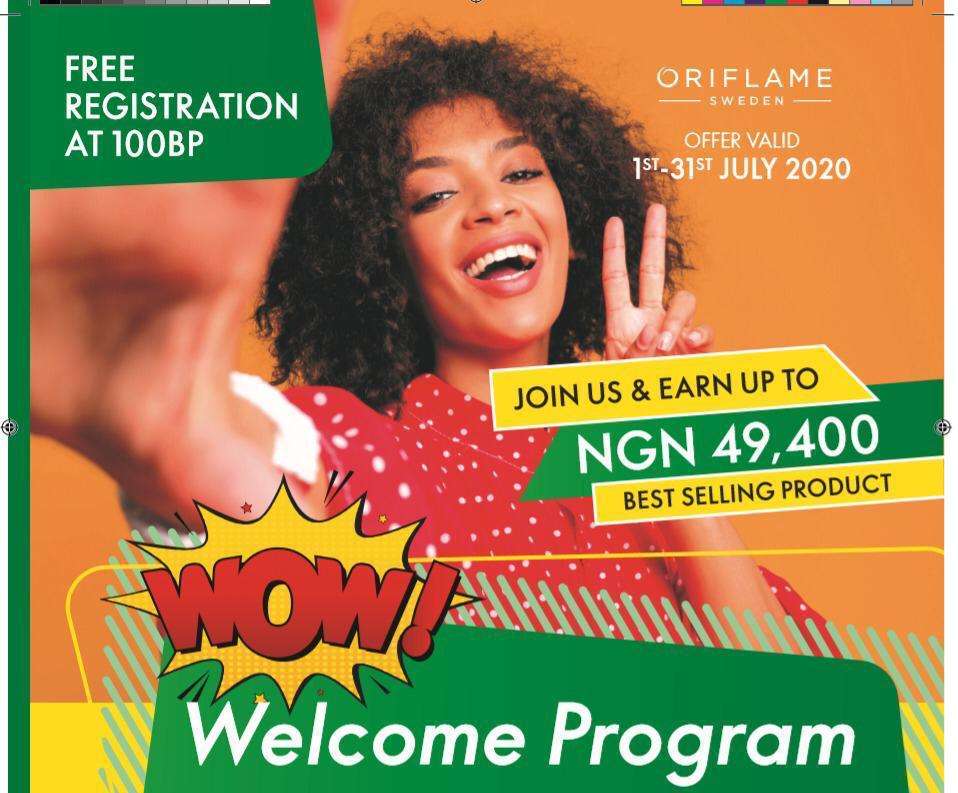 FREE
REGISTRATION
AT 100BP
ORIFLAME
SWEDEN
OFFER VALID
1ST-31ST JULY 2020
JOIN US & EARN UP TO
NGN 49,400
BEST SELLING PRODUCT
WOW!
Welcome Program